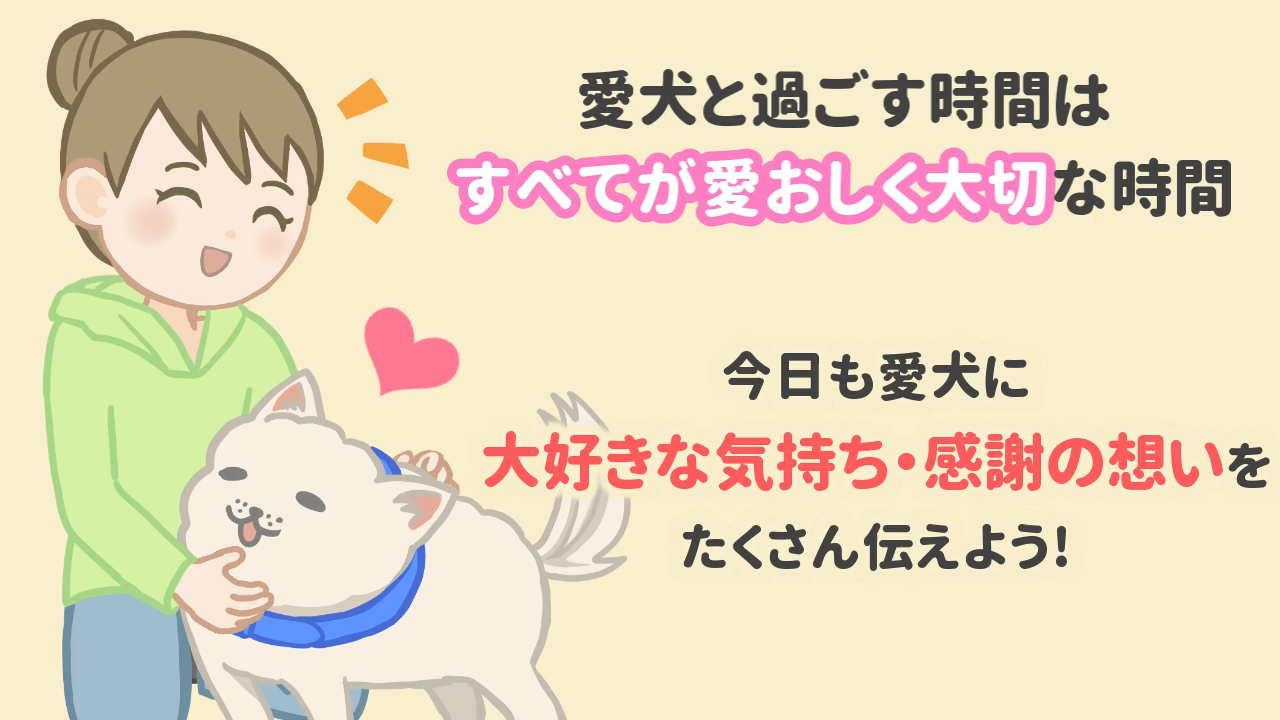 愛犬と過ごす時間は
すべてが愛おしく大切な時間
今日も愛犬に
大好きな気持ち・感謝の想いを
たくさん伝えよう!